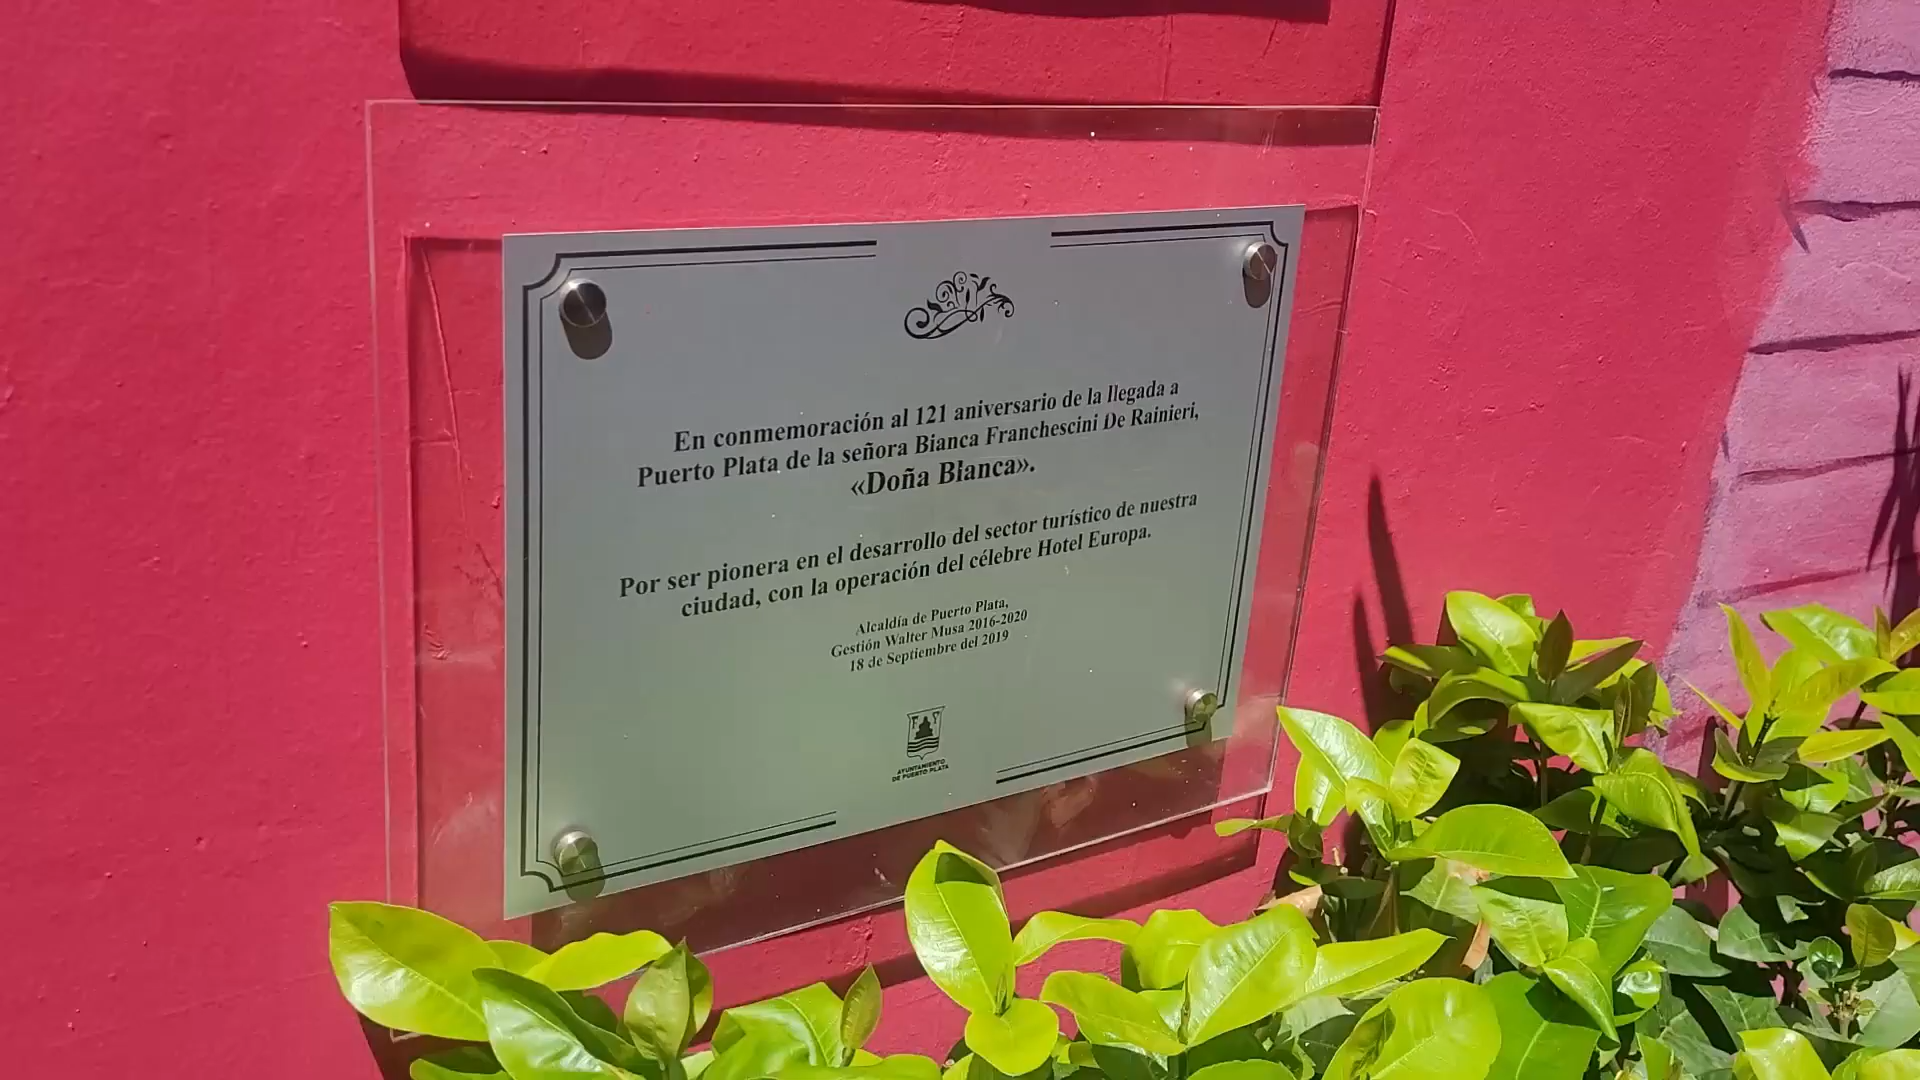 En conmemoración al 121 aniversario de la llegada a
Puerto Plata de la señora Bianca Franchescini De Rainieri,
«Doña Blanca».
Por ser pionera en el desarrollo del sector turístico de nuestra
ciudad, con la operación del célebre Hotel Europa.
Alcaldía de Puerto Plata,
Gestión Walter Musa 2016-2020
18 de Septiembre del 2019
F Y
AYUNTAMIENTO
DE PUERTO PLATA